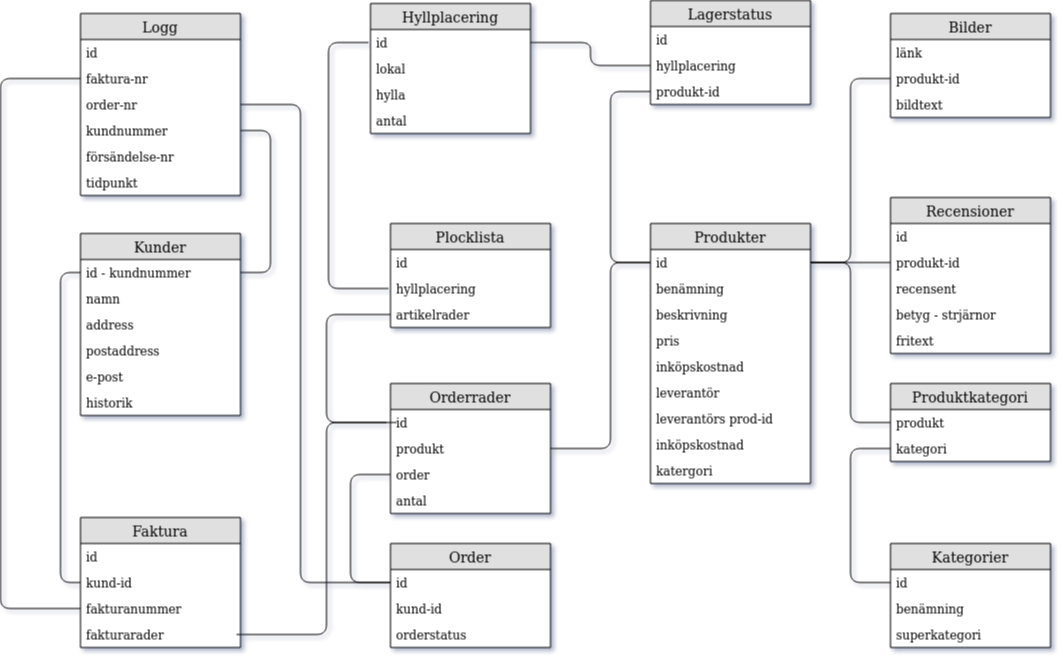 Logg
id
faktura-nr
order-nr
kundnummer
försändelse-nr
tidpunkt
Kunder
id - kundnummer
namn
address
postaddress
e-post
historik
Faktura
id
kund-id
fakturanummer
fakturarader
Hyllplacering
id
lokal
hylla
antal
Plocklista
id
hyllplacering
artikelrader
Orderrader
id
produkt
order
antal
Order
id
kund-id
orderstatus
Lagerstatus
id
hyllplacering
produkt-id
Produkter
id
benämning
beskrivning
pris
inköpskostnad
leverantör
leverantörs prod-id
inköpskostnad
katergori
Bilder
länk
produkt-id
bildtext
Recensioner
id
produkt-id
recensent
betyg - strjärnor
fritext
Produktkategori
produkt
kategori
Kategorier
id
benämning
superkategori